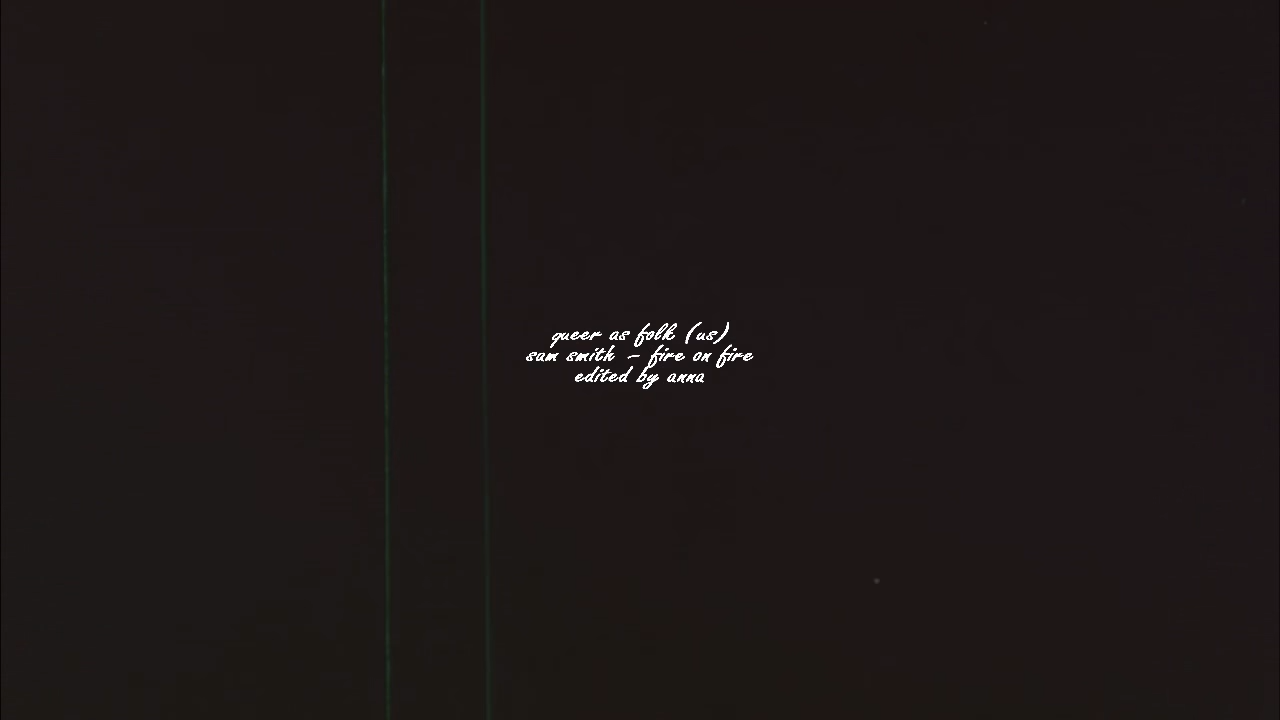 queer as folk (us)
sam smith - fire on fire
edited by anna